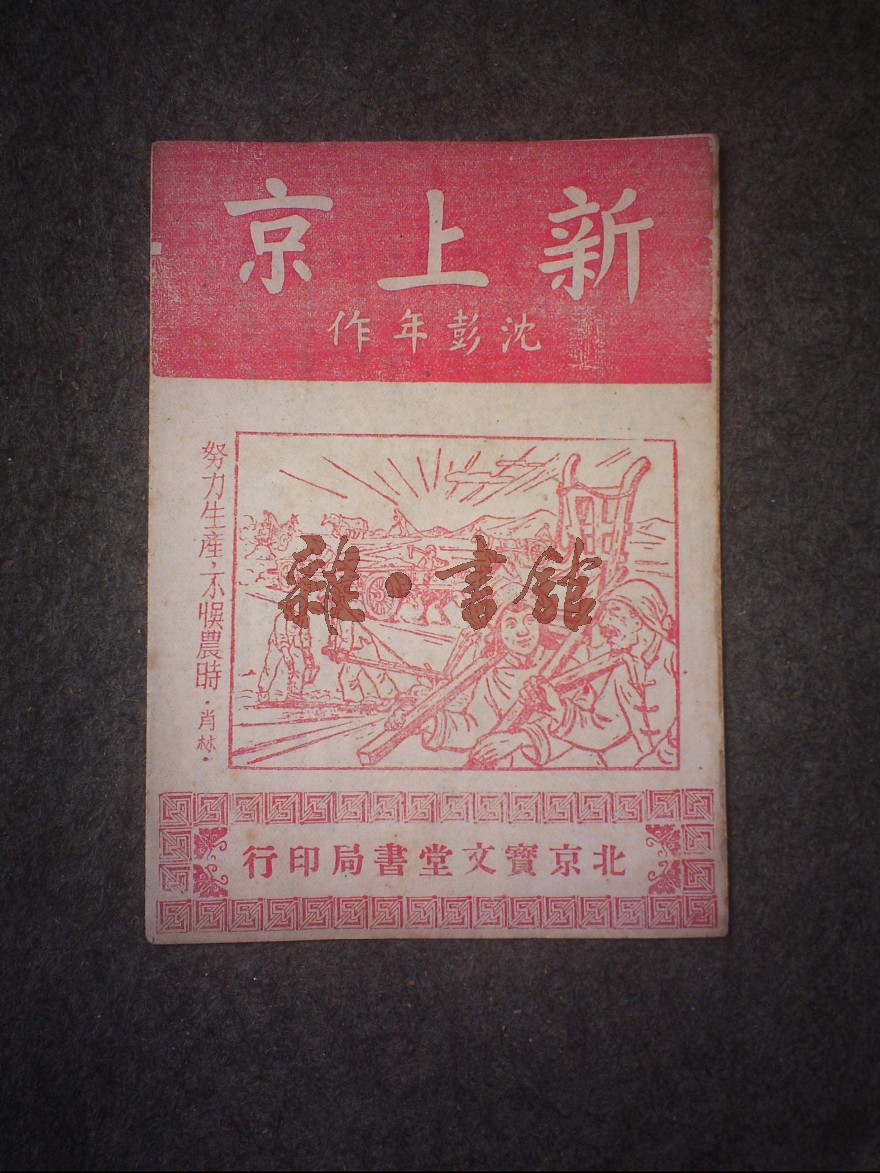 新上京
沈彭年作
努力生產，不悞農時·肖林·
雜·書館
北京寶文堂書局印行